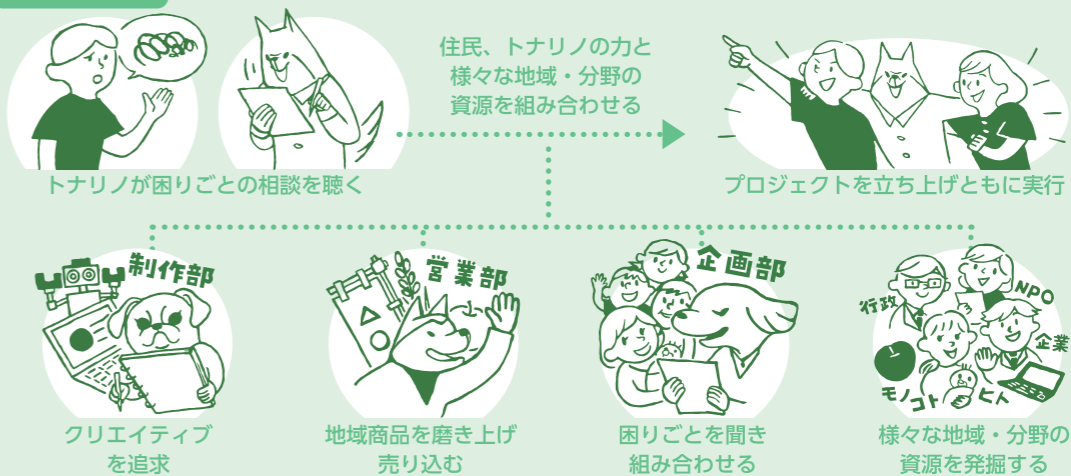 住民、トナリノの力と
様々な地域・分野の
資源を組み合わせる
トナリノが困りごとの相談を聴く
プロジェクトを立ち上げともに実行
制作部
クリエイティブ
を追求
営業部
地域商品を磨き上げ
売り込む
企画部
困りごとを聞き
組み合わせる
行政
NPO
企業
モノ
コト
ヒト
様々な地域・分野の
資源を発掘する